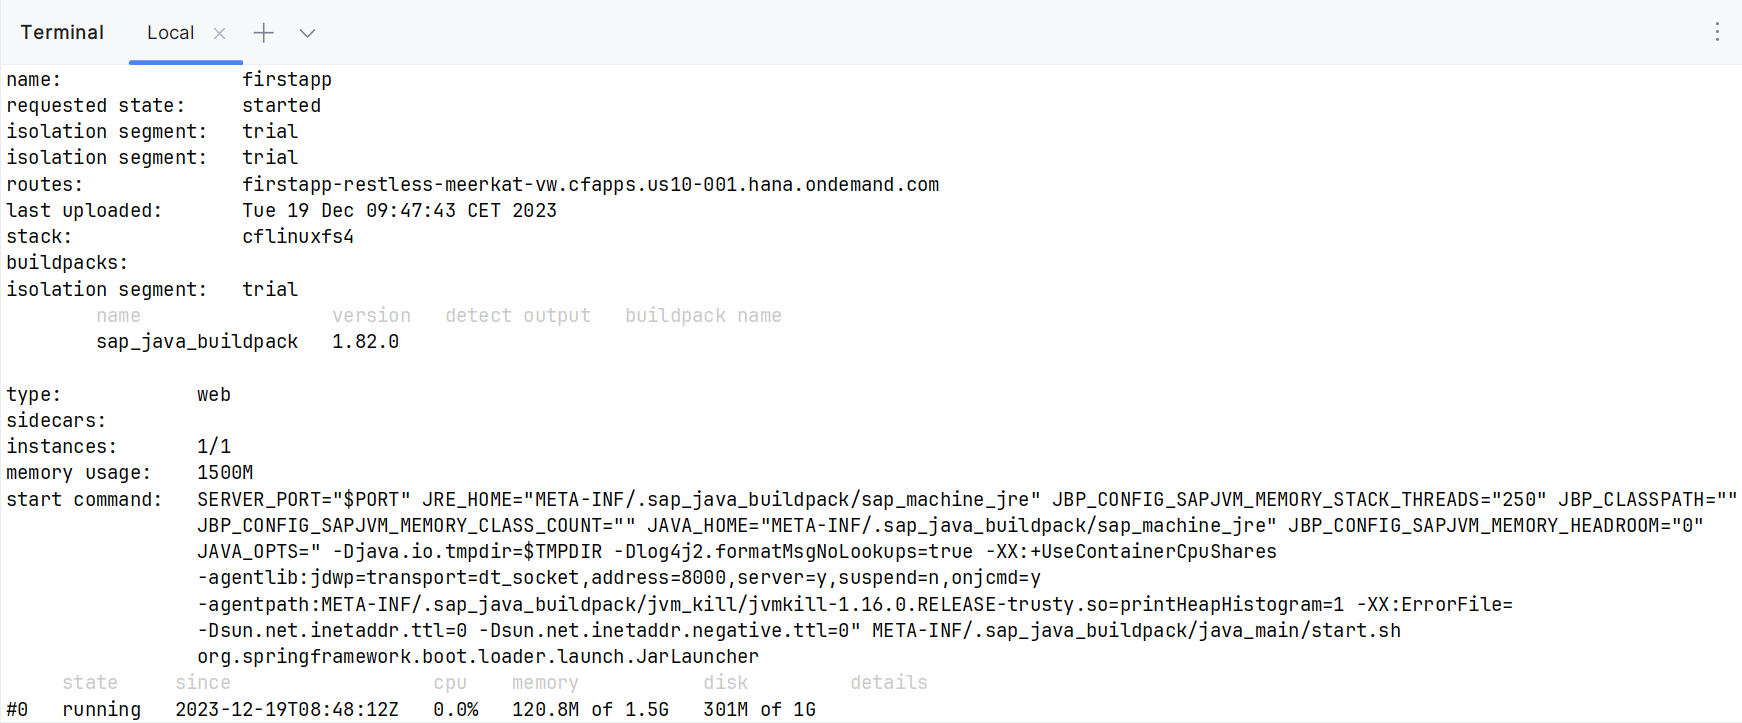 Terminal Local
name: firstapp
requested state: started
isolation segment: trial
isolation segment: trial
routes: firstapp-restless-meerkat-vw.cfapps.us10-001.hana.ondemand.com
last uploaded: Tue 19 Dec 09:47:43 CET 2023
stack: cflinuxfs4
buildpacks:
isolation segment: trial
name version detect output buildpack name
sap_java_buildpack 1.82.0
type: web
sidecars:
instances: 1/1
memory usage: 1500M
start command: SERVER_PORT="$PORT" JRE_HOME="META-INF/.sap_java_buildpack/sap_machine_jre" JBP_CONFIG_SAPJVM_MEMORY_STACK_THREADS="250" JBP_CLASSPATH=""
JBP_CONFIG_SAPJVM_MEMORY_CLASS_COUNT="" JAVA_HOME="META-INF/.sap_java_buildpack/sap_machine_jre" JBP_CONFIG_SAPJVM_MEMORY_HEADROOM="0"
JAVA_OPTS=" -Djava.io.tmpdir=$TMPDIR -Dlog4j2.formatMsgNoLookups=true -XX:+UseContainerCpuShares
-agentlib:jdwp=transport=dt_socket,address=8000,server=y,suspend=n,onjcmd=y
-agentpath:META-INF/.sap_java_buildpack/jvm_kill/jvmkill-1.16.0.RELEASE-trusty.so=printHeapHistogram=1 -XX:ErrorFile=
-Dsun.net.inetaddr.ttl=0 -Dsun.net.inetaddr.negative.ttl=0" META-INF/.sap_java_buildpack/java_main/start.sh
org.springframework.boot.loader.launch.JarLauncher
state since cpu memory disk details
#0 running 2023-12-19T08:48:12Z 0.0% 120.8M of 1.5G 301M of 1G